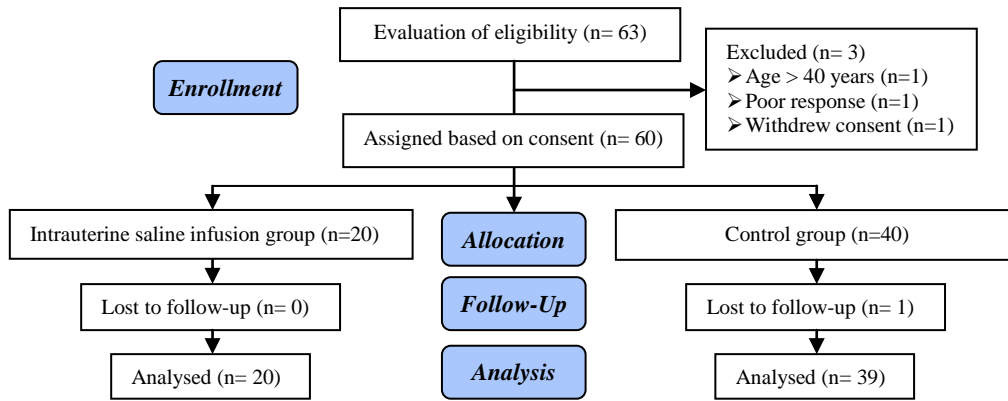 Evaluation of eligibility (n= 63)
Excluded (n= 3)
➢Age > 40 years (n=1)
➢Poor response (n=1)
➢Withdrew consent (n=1)
Enrollment
Assigned based on consent (n= 60)
Intrauterine saline infusion group (n=20)
Allocation
Control group (n=40)
Lost to follow-up (n= 0)
Follow-Up
Lost to follow-up (n= 1)
Analysed (n= 20)
Analysis
Analysed (n= 39)